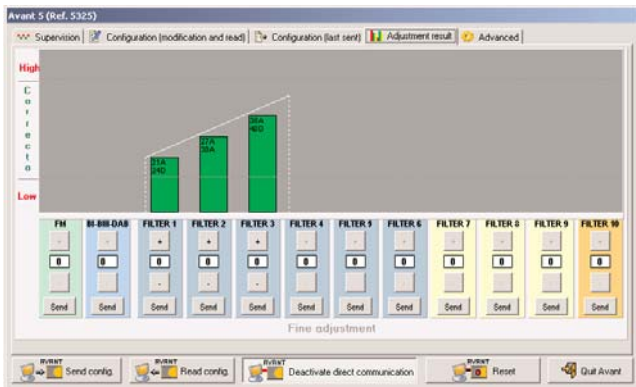 Avant 5 (Ref. 5325)
Supervision Configuration (modification and read) Configuration (last sent) Adjustment result Advanced
High
Correcto
Low
21A
24D
27A
30A
36A
40D
FM BI-BIII-DAB FILTER 1 FILTER 2 FILTER 3 FILTER 4 FILTER 5 FILTER 6 FILTER 7 FILTER 8 FILTER 9 FILTER 10
- - + + + - - - - - - -
0 0 0 0 0 0 0 0 0 0 0 0
- - -
Send Send Send Send Send Send Send Send Send Send Send Send
Fine adjustment
AVANT Send config. AVANT Read config. AVANT Deactivate direct communication AVANT Reset Quit Avant